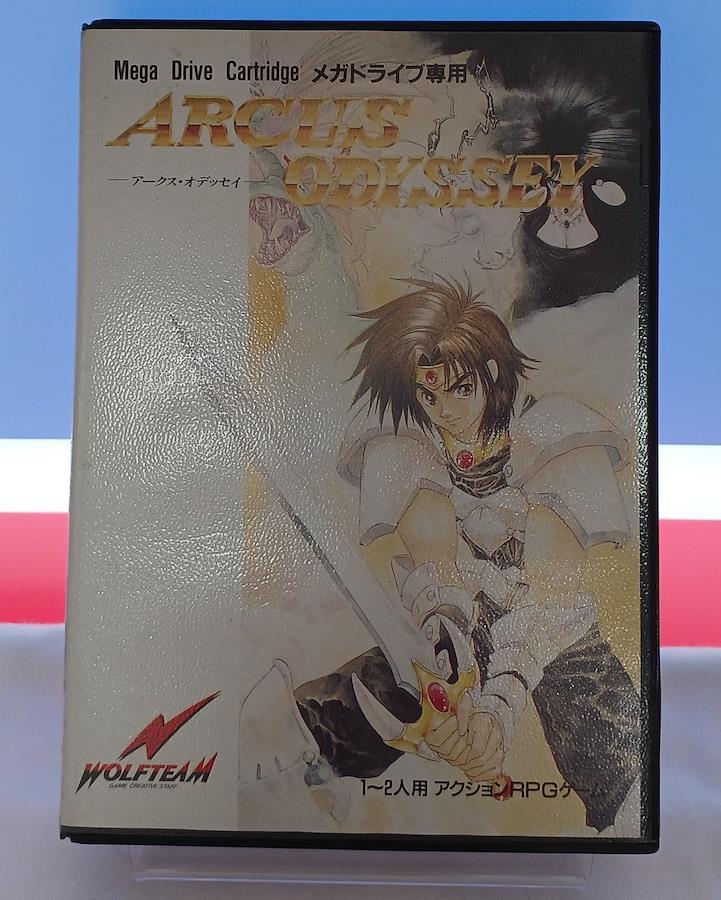 Mega Drive Cartridge メガドライブ専用
ARCUS
ODYSSEY
アークス・オデッセイ
WOLFTEAM
GAME CREATIVE STAFF
1〜2人用 アクションRPGゲーム